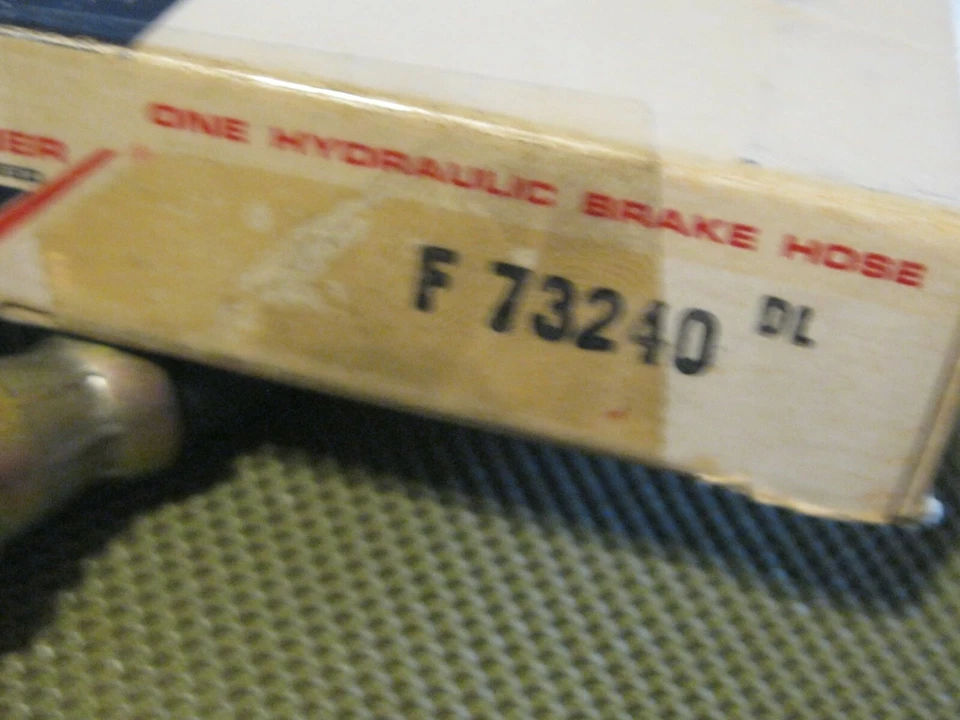 ONE HYDRAULIC BRAKE HOSE
F 73240 DL